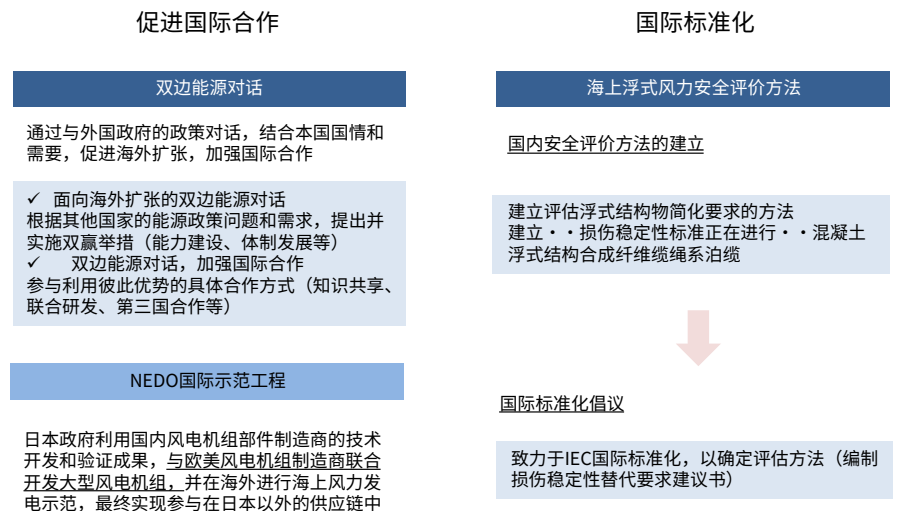 促进国际合作
双边能源对话
通过与外国政府的政策对话，结合本国国情和
需要，促进海外扩张，加强国际合作
✓ 面向海外扩张的双边能源对话
根据其他国家的能源政策问题和需求，提出并
实施双赢举措（能力建设、体制发展等）
✓ 双边能源对话，加强国际合作
参与利用彼此优势的具体合作方式（知识共享、
联合研发、第三国合作等）
NEDO国际示范工程
日本政府利用国内风电机组部件制造商的技术
开发和验证成果，与欧美风电机组制造商联合
开发大型风电机组，并在海外进行海上风力发
电示范，最终实现参与在日本以外的供应链中
国际标准化
海上浮式风力安全评价方法
国内安全评价方法的建立
建立评估浮式结构物简化要求的方法
建立・・损伤稳定性标准正在进行・・混凝土
浮式结构合成纤维缆绳系泊缆
国际标准化倡议
致力于IEC国际标准化，以确定评估方法（编制
损伤稳定性替代要求建议书）